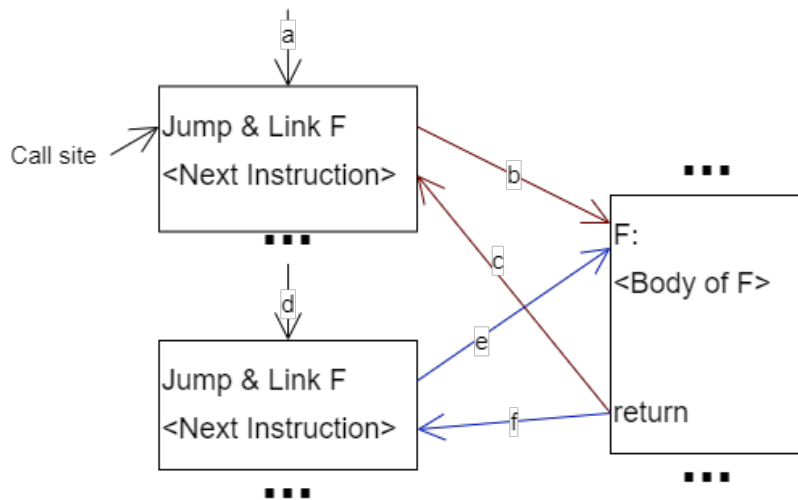 a
Jump & Link F
Call site
<Next Instruction>
b
...
...
F:
c
<Body of F>
d
e
Jump & Link F
<Next Instruction>
f
return
...
...